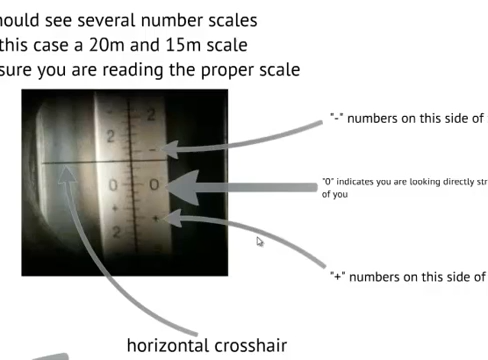 hould see several number scales
this case a 20m and 15m scale
sure you are reading the proper scale
- 2
2
-
0 0
+ +
2
"-" numbers on this side of
"0" indicates you are looking directly str
of you
"+" numbers on this side of
horizontal crosshair